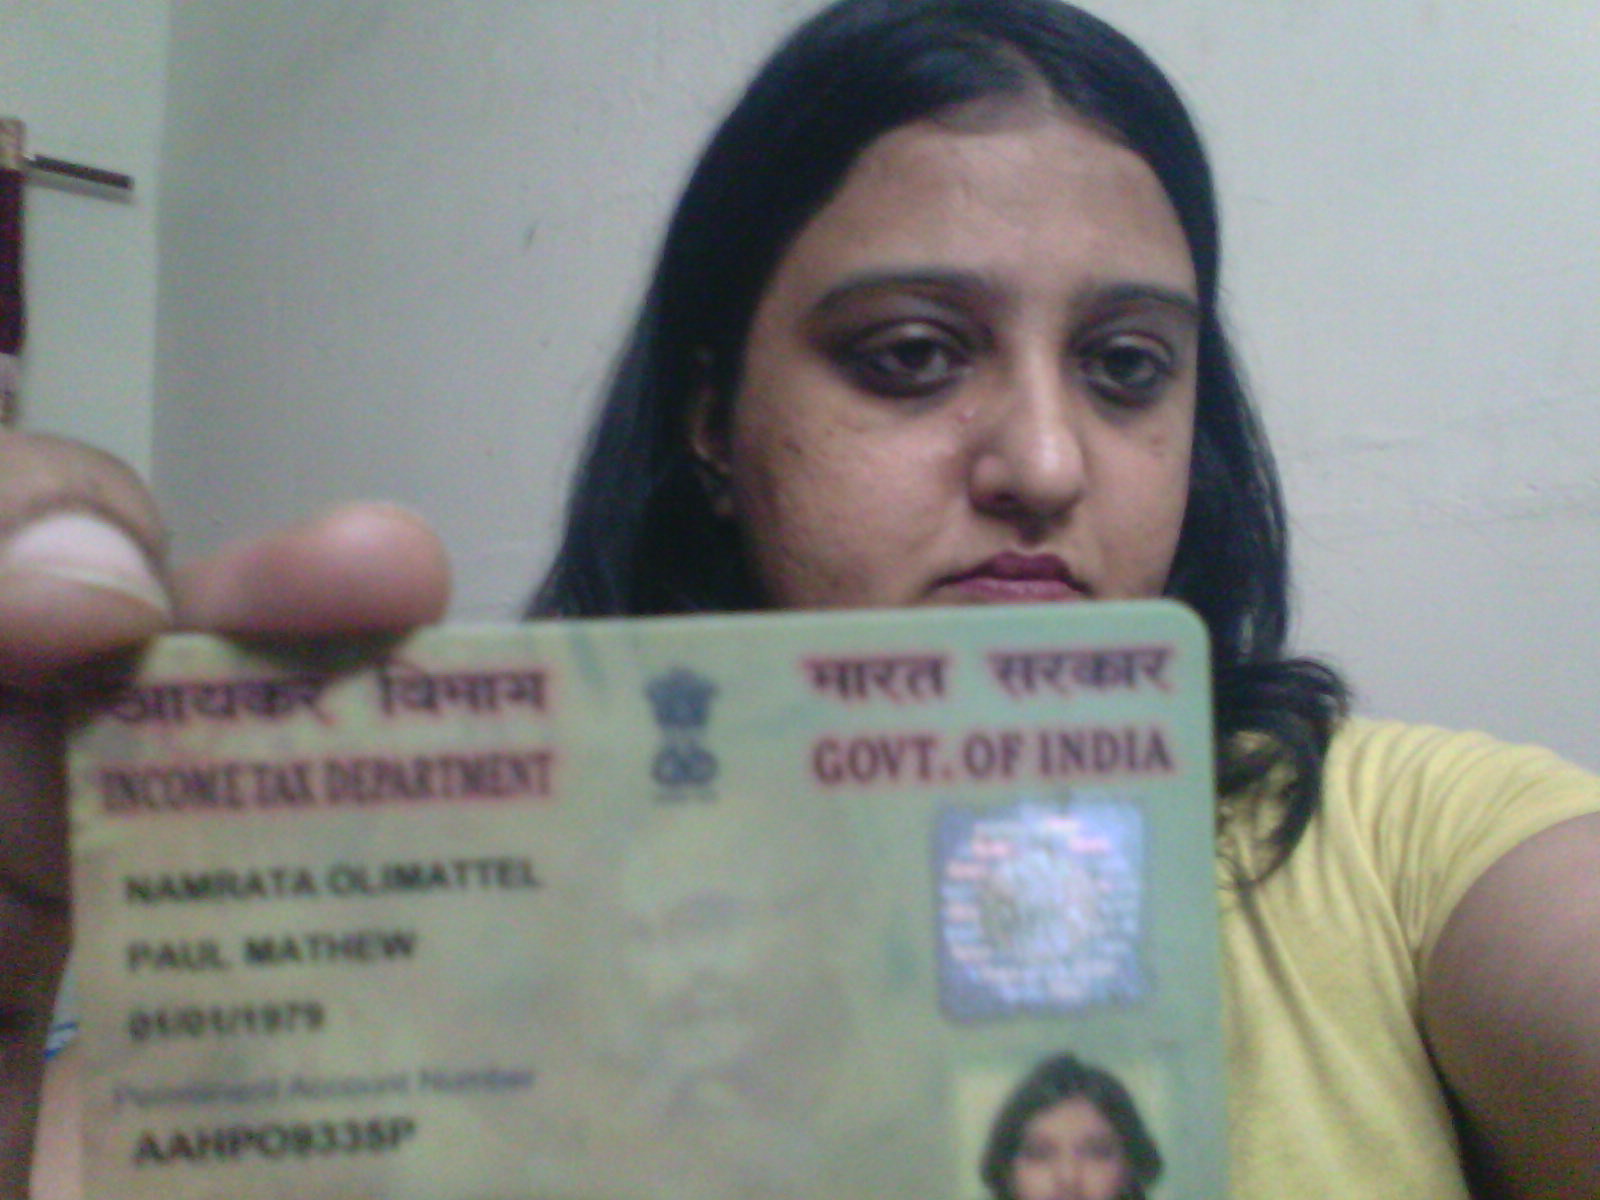 आयकर विभाग
भारत सरकार
INCOME TAX DEPARTMENT
GOVT. OF INDIA
NAMRATA OLIMATTEL
PAUL MATHEW
01/01/1979
Permanent Account Number
AAHPO9335P